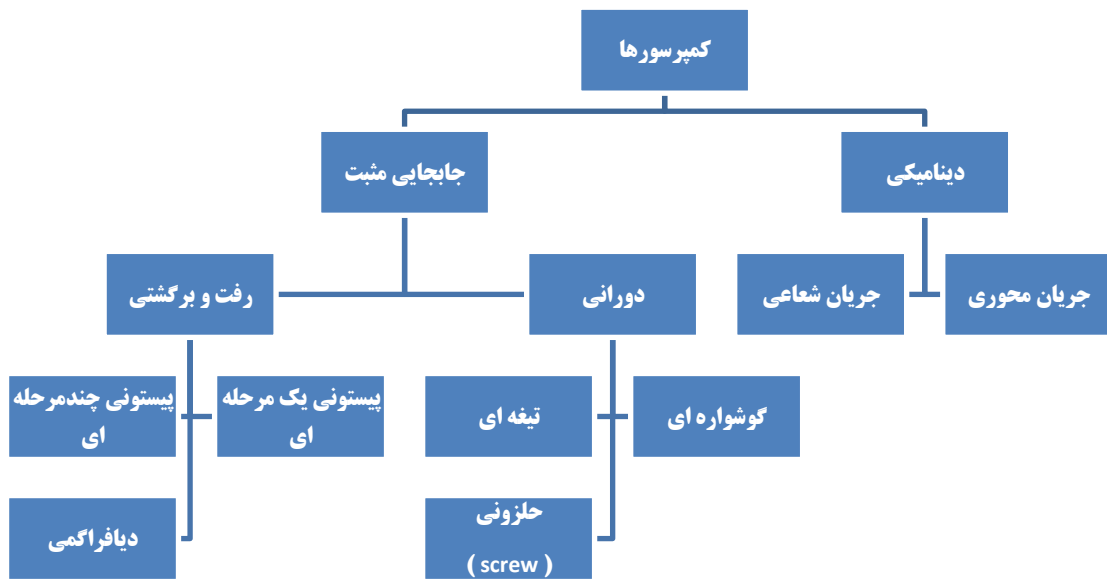 کمپرسورها
دینامیکی
جابجایی مثبت
جریان محوری
جریان شعاعی
دورانی
رفت و برگشتی
گوشواره ای
تیغه ای
پیستونی یک مرحله
ای
پیستونی چندمرحله
ای
حلزونی
( screw )
دیافراگمی